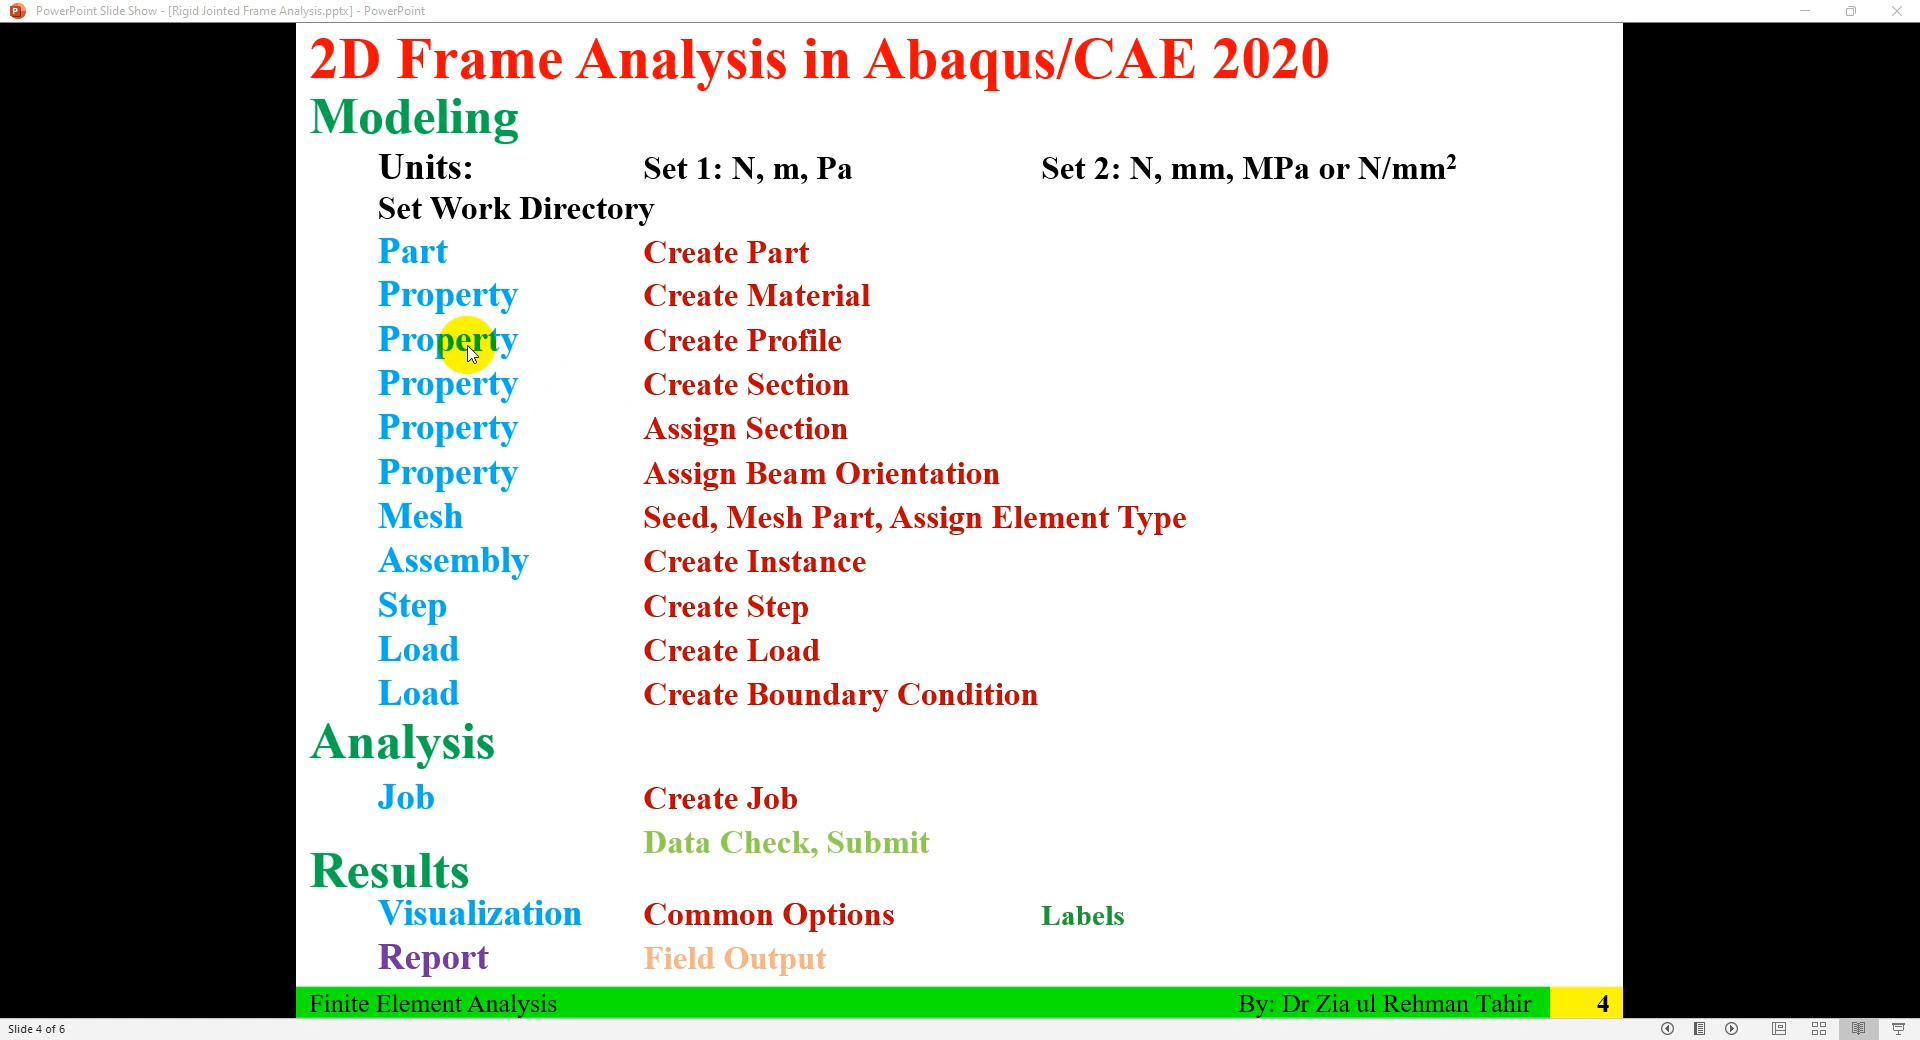 PowerPoint Slide Show - [Rigid Jointed Frame Analysis.pptx] - PowerPoint
2D Frame Analysis in Abaqus/CAE 2020
Modeling
Units: Set 1: N, m, Pa Set 2: N, mm, MPa or N/mm²
Set Work Directory
Part Create Part
Property Create Material
Property Create Profile
Property Create Section
Property Assign Section
Property Assign Beam Orientation
Mesh Seed, Mesh Part, Assign Element Type
Assembly Create Instance
Step Create Step
Load Create Load
Load Create Boundary Condition
Analysis
Job Create Job
Data Check, Submit
Results
Visualization Common Options Labels
Report Field Output
Finite Element Analysis By: Dr Zia ul Rehman Tahir 4
Slide 4 of 6